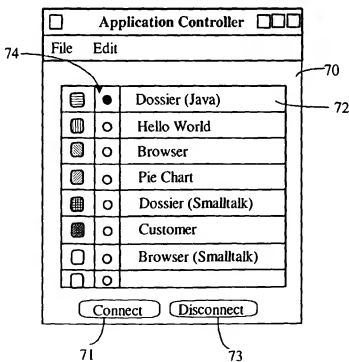 Application Controller
File Edit
74
70
Dossier (Java)
72
Hello World
Browser
Pie Chart
Dossier (Smalltalk)
Customer
Browser (Smalltalk)
Connect Disconnect
71 73